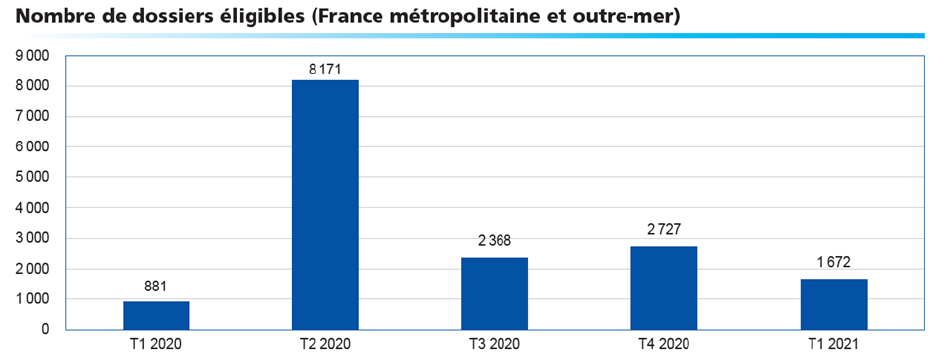 Nombre de dossiers éligibles (France métropolitaine et outre-mer)
9 000
8 000
7 000
6 000
5 000
4 000
3 000
2 000
1 000
0
881
8 171
2 368
2 727
1 672
T1 2020
T2 2020
T3 2020
T4 2020
T1 2021